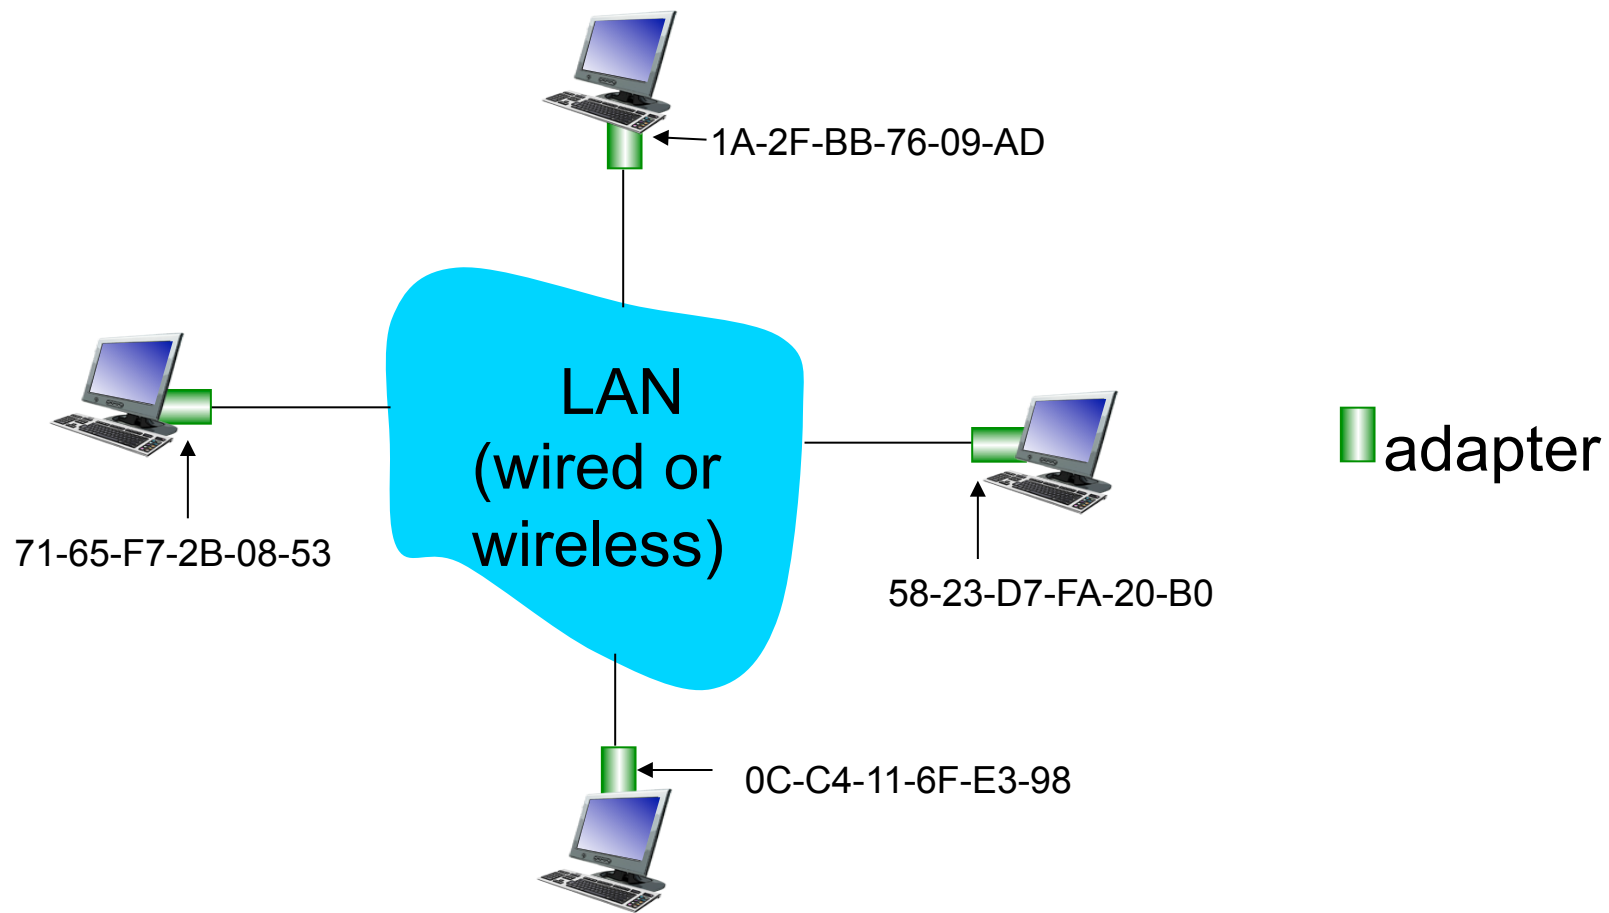 1A-2F-BB-76-09-AD
LAN
(wired or
wireless)
adapter
71-65-F7-2B-08-53
58-23-D7-FA-20-B0
0C-C4-11-6F-E3-98